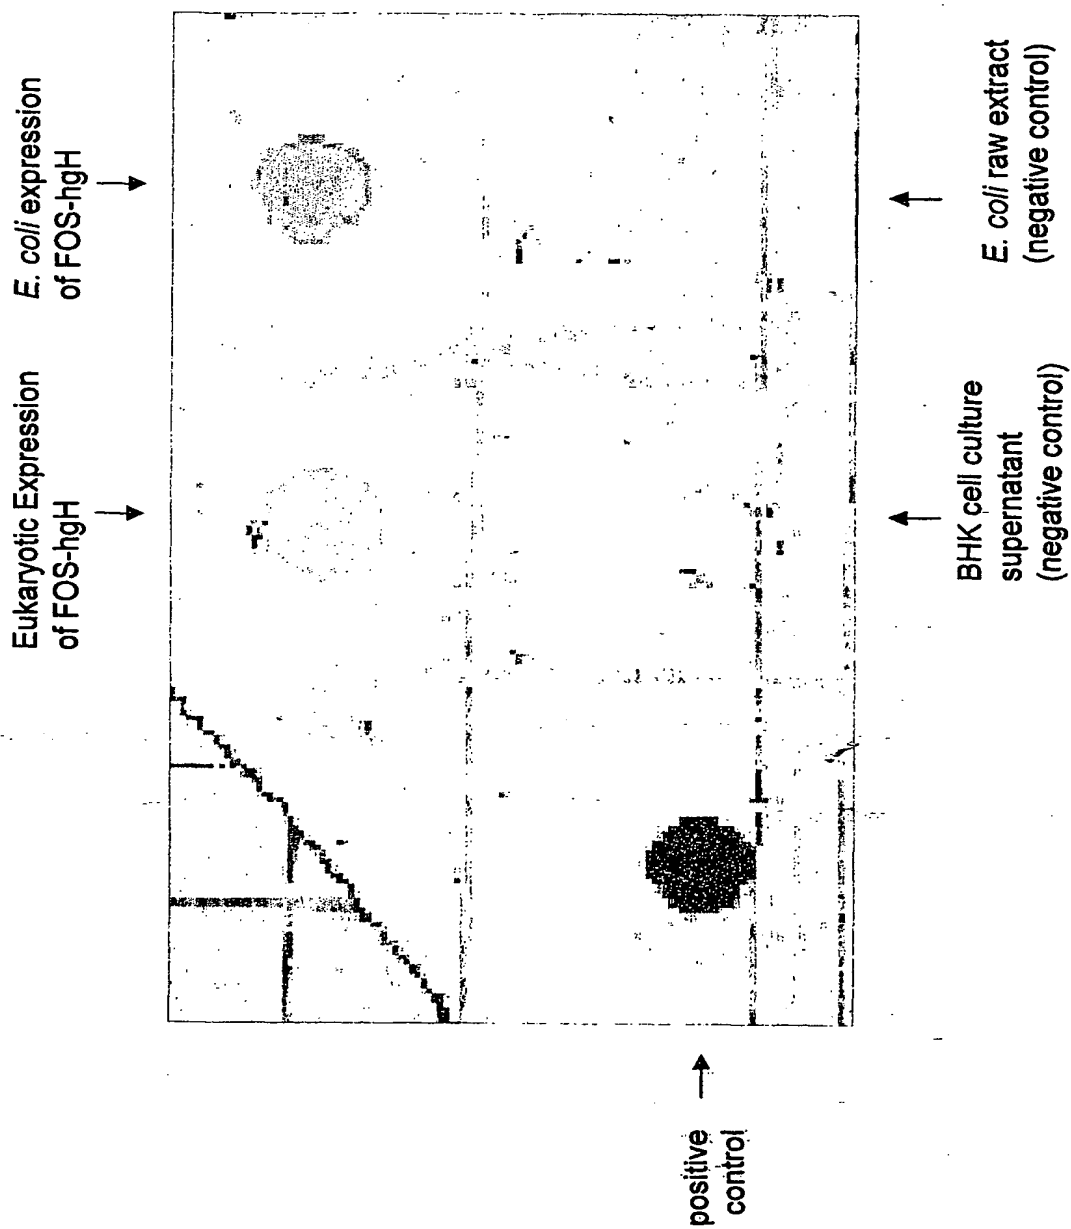 Eukaryotic Expression
of FOS-hgH
E. coli expression
of FOS-hgH
positive
control
BHK cell culture
supernatant
(negative control)
E. coli raw extract
(negative control)